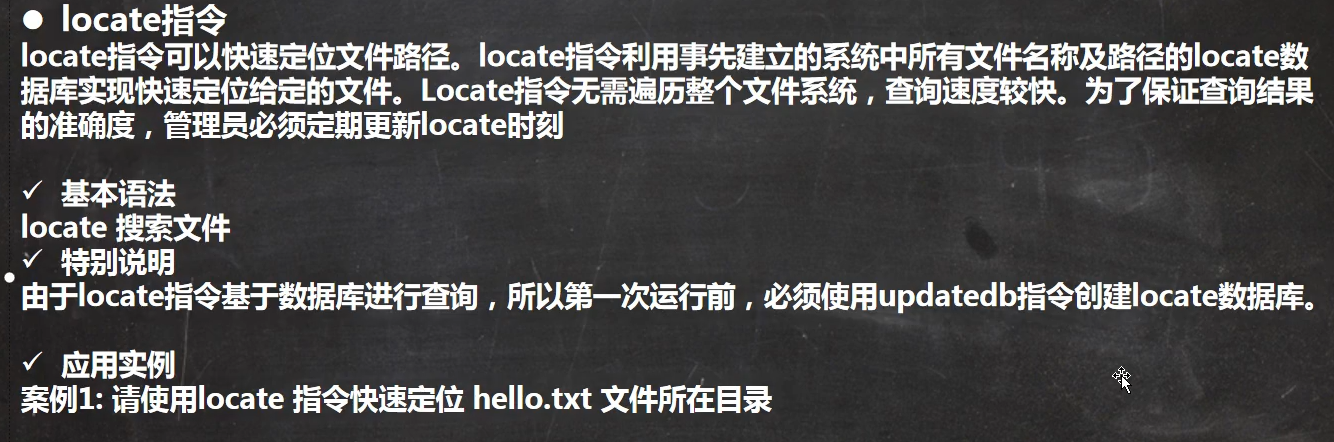 ● locate指令
locate指令可以快速定位文件路径。locate指令利用事先建立的系统中所有文件名称及路径的locate数
据库实现快速定位给定的文件。Locate指令无需遍历整个文件系统，查询速度较快。为了保证查询结果
的准确度，管理员必须定期更新locate时刻
✓ 基本语法
locate 搜索文件
✓ 特别说明
由于locate指令基于数据库进行查询，所以第一次运行前，必须使用updatedb指令创建locate数据库。
✓ 应用实例
案例1: 请使用locate 指令快速定位 hello.txt 文件所在目录